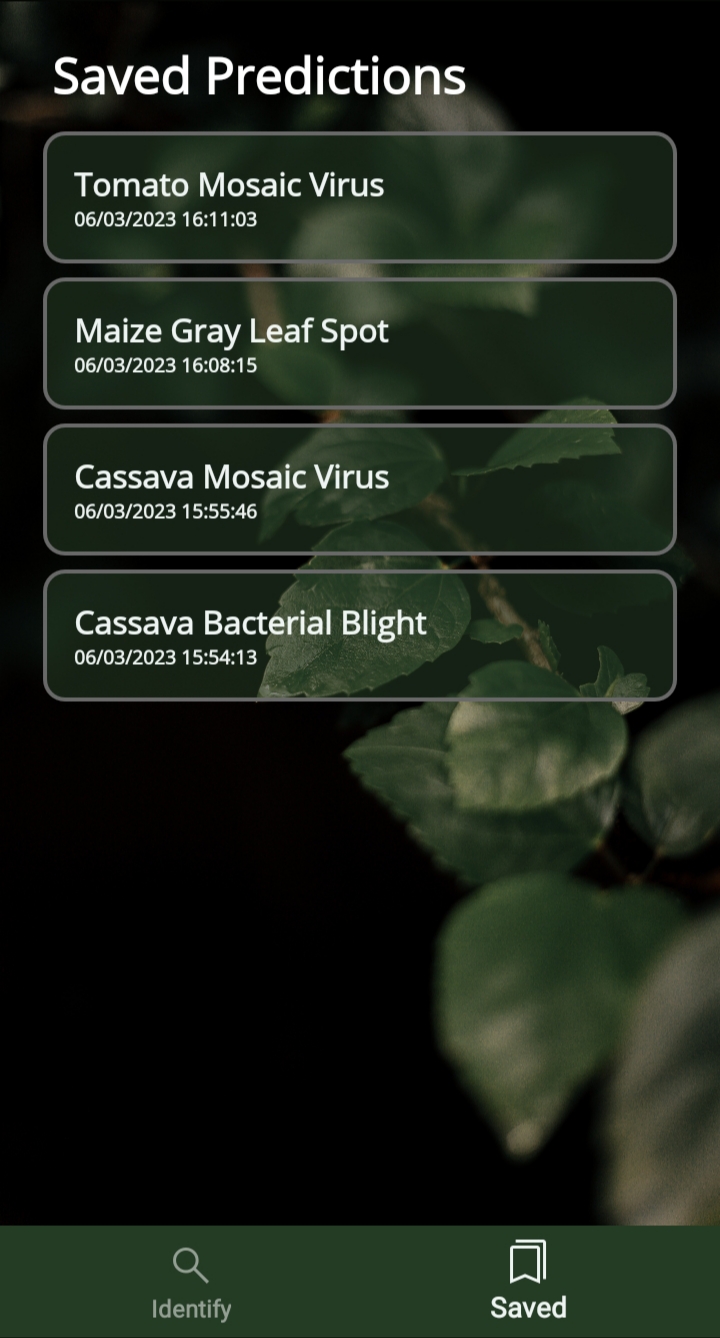 Saved Predictions
Tomato Mosaic Virus
06/03/2023 16:11:03
Maize Gray Leaf Spot
06/03/2023 16:08:15
Cassava Mosaic Virus
06/03/2023 15:55:46
Cassava Bacterial Blight
06/03/2023 15:54:13
Identify
Saved